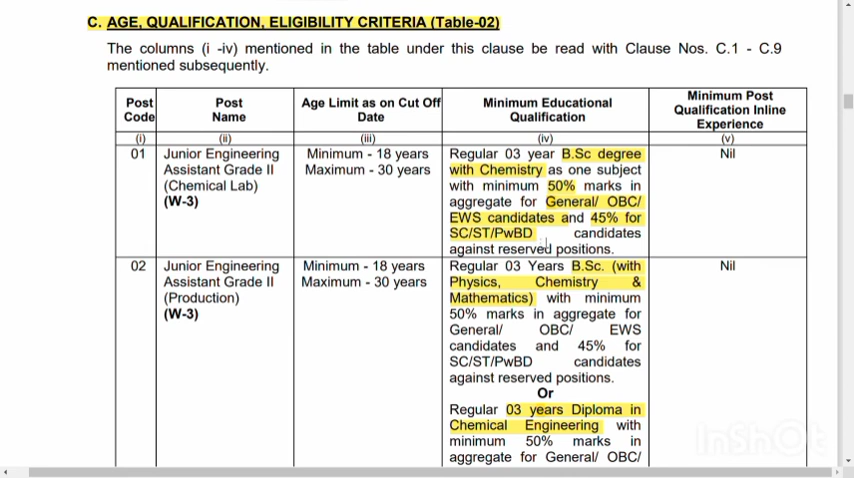 C. AGE, QUALIFICATION, ELIGIBILITY CRITERIA (Table-02)
The columns (i -iv) mentioned in the table under this clause be read with Clause Nos. C.1 - C.9
mentioned subsequently.
Post Code
Post Name
Age Limit as on Cut Off Date
Minimum Educational Qualification
Minimum Post Qualification Inline Experience
(i)
(ii)
(iii)
(iv)
(v)
01
Junior Engineering
Assistant Grade II
(Chemical Lab)
(W-3)
Minimum - 18 years
Maximum - 30 years
Regular 03 year B.Sc degree
with Chemistry as one subject
with minimum 50% marks in
aggregate for General/ OBC/
EWS candidates and 45% for
SC/ST/PwBD candidates
against reserved positions.
Nil
02
Junior Engineering
Assistant Grade II
(Production)
(W-3)
Minimum - 18 years
Maximum - 30 years
Regular 03 Years B.Sc. (with
Physics, Chemistry &
Mathematics) with minimum
50% marks in aggregate for
General/ OBC/ EWS
candidates and 45% for
SC/ST/PwBD candidates
against reserved positions.
Or
Regular 03 years Diploma in
Chemical Engineering with
minimum 50% marks in
aggregate for General/ OBC/
Nil
InShOt